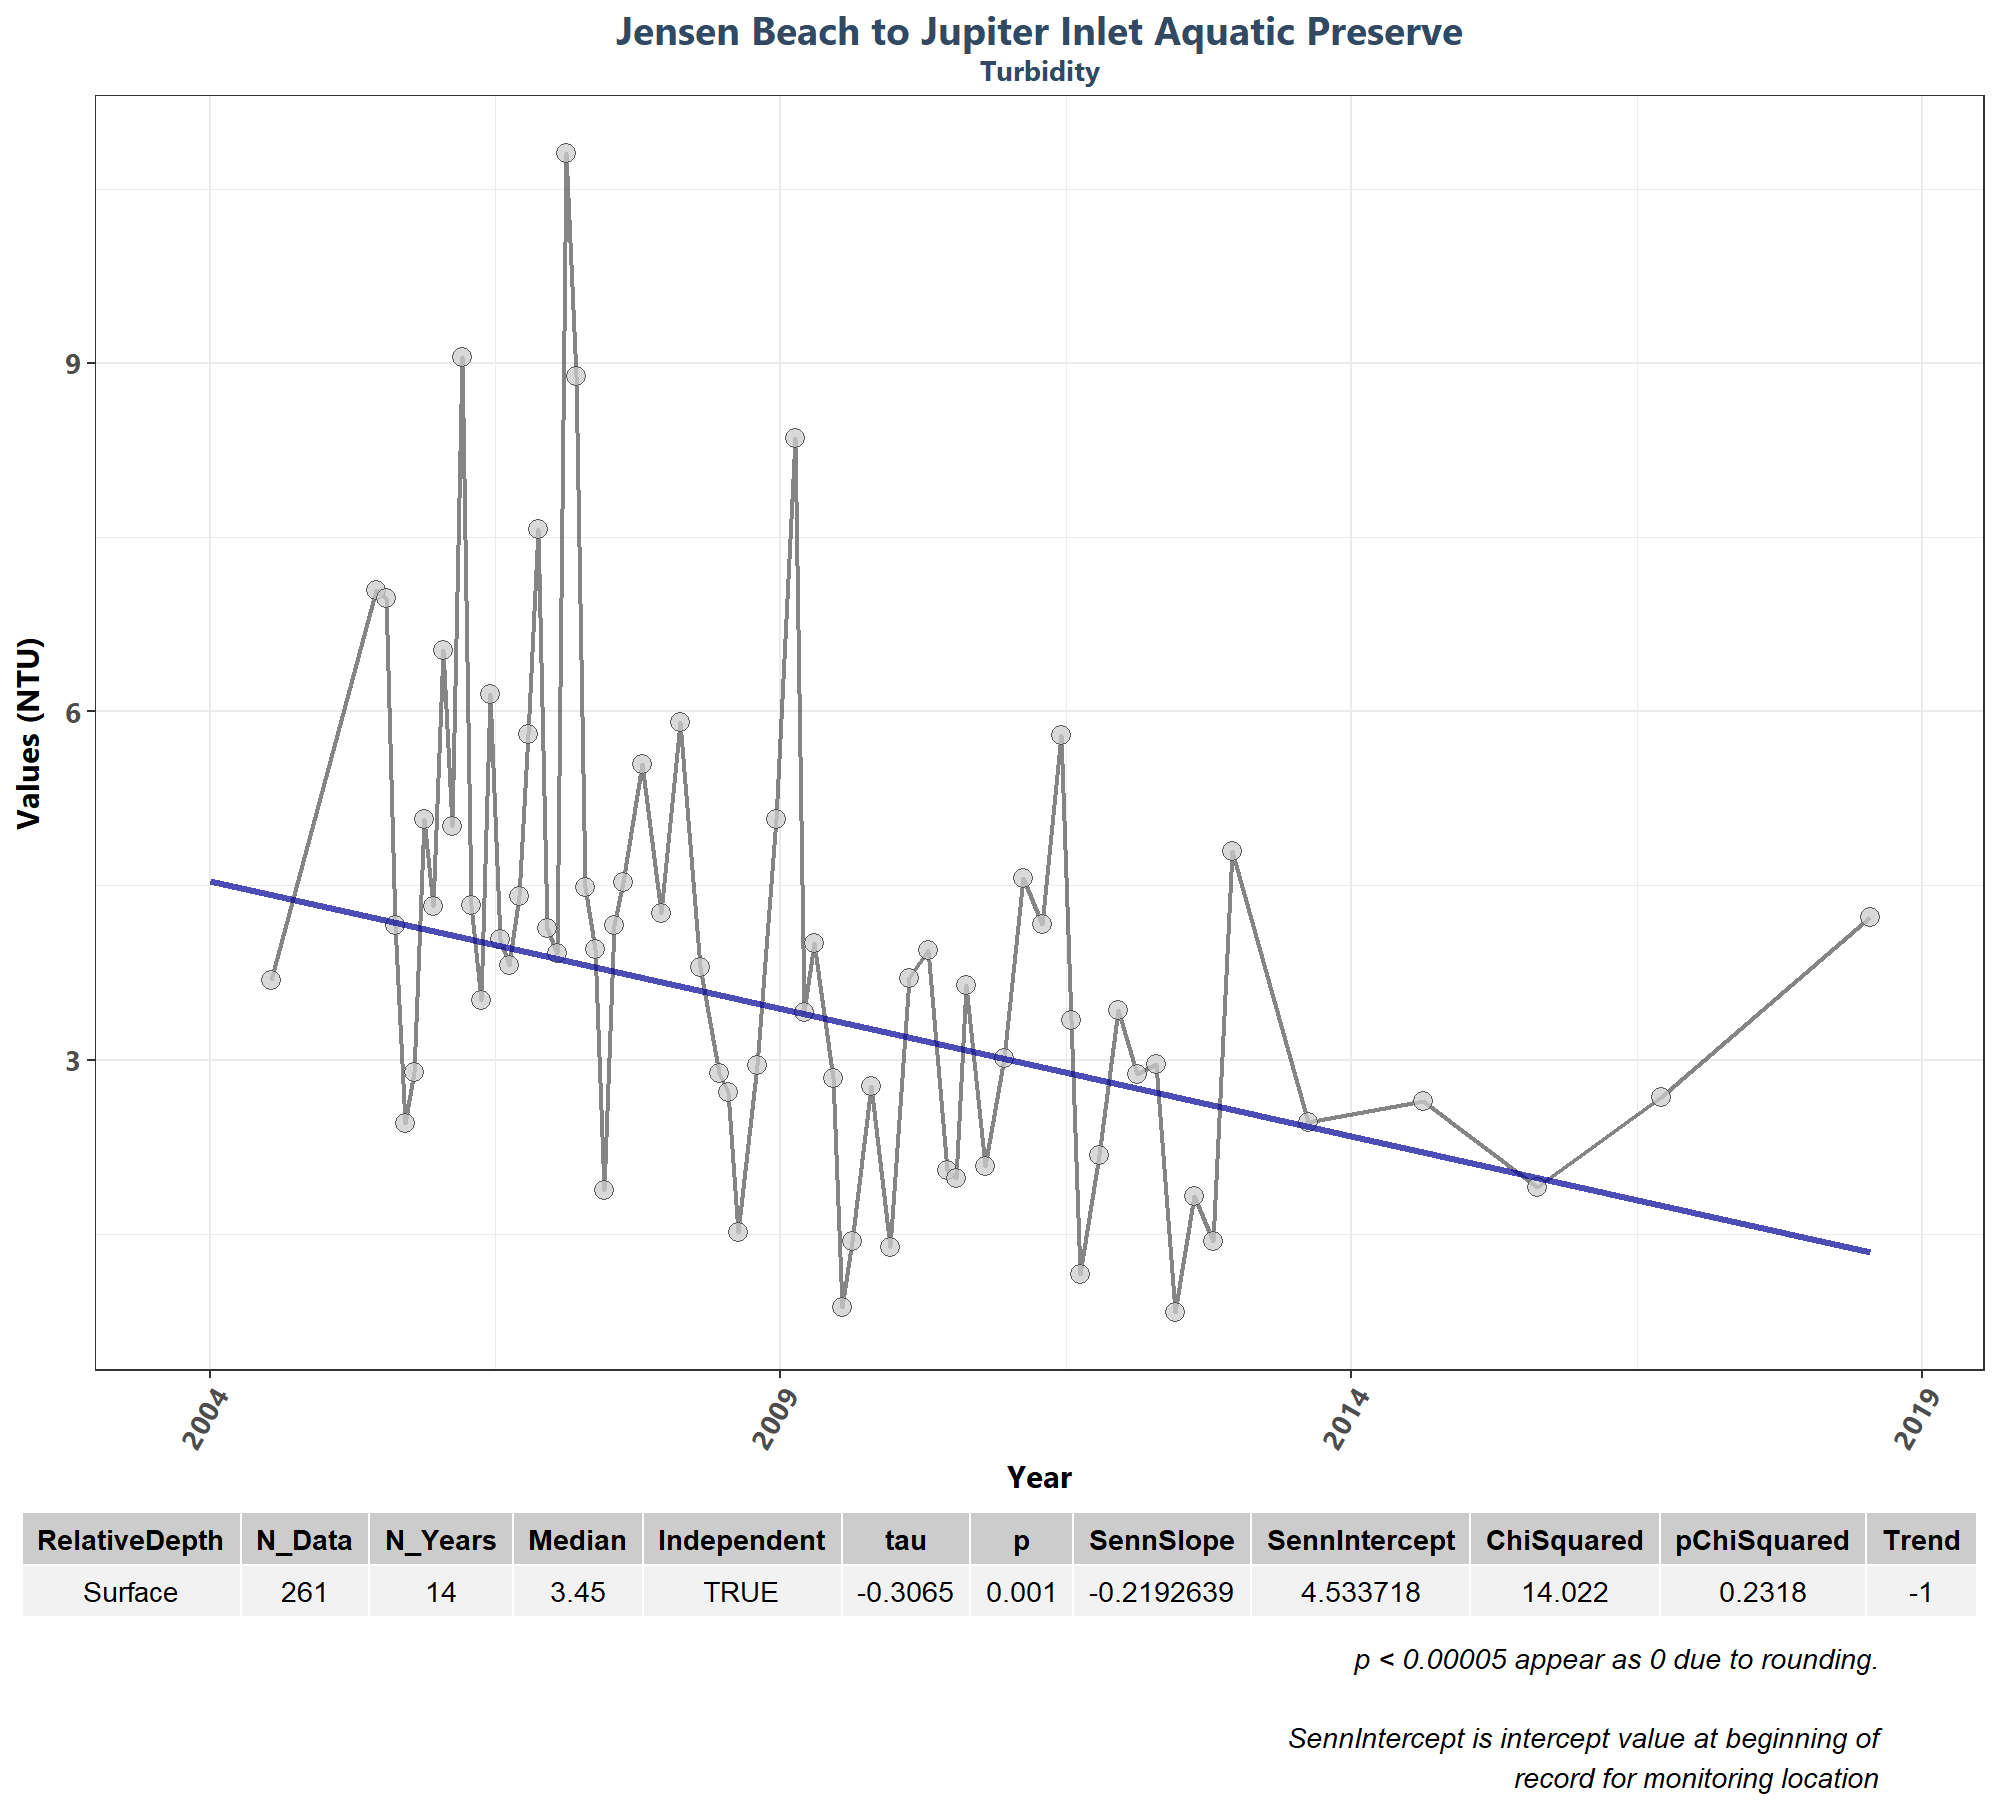 Jensen Beach to Jupiter Inlet Aquatic Preserve
Turbidity
Values (NTU)
9
6
3
2004
2009
2014
2019
Year
RelativeDepth N_Data N_Years Median Independent tau p SennSlope SennIntercept ChiSquared pChiSquared Trend
Surface 261 14 3.45 TRUE -0.3065 0.001 -0.2192639 4.533718 14.022 0.2318 -1
p < 0.00005 appear as 0 due to rounding.
SennIntercept is intercept value at beginning of
record for monitoring location